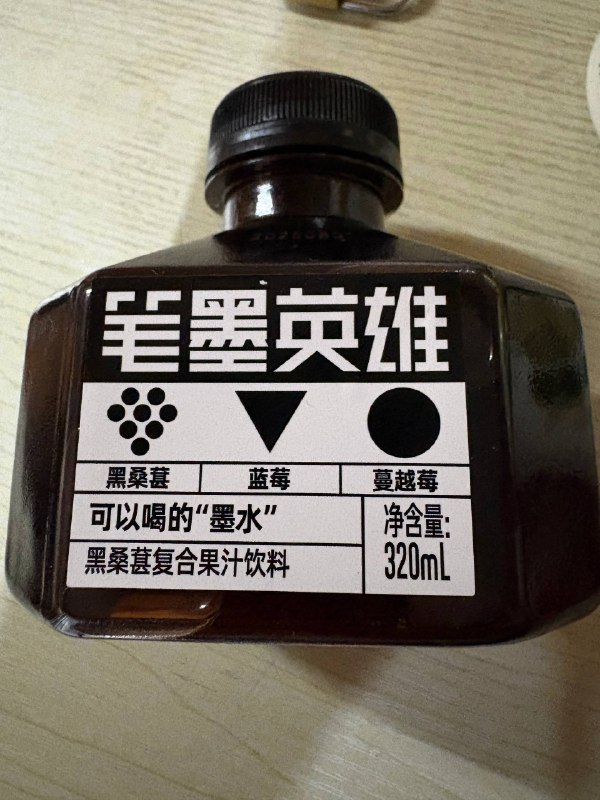 笔墨英雄
黑桑葚 蓝莓 蔓越莓
可以喝的“墨水”
黑桑葚复合果汁饮料
净含量:
320mL